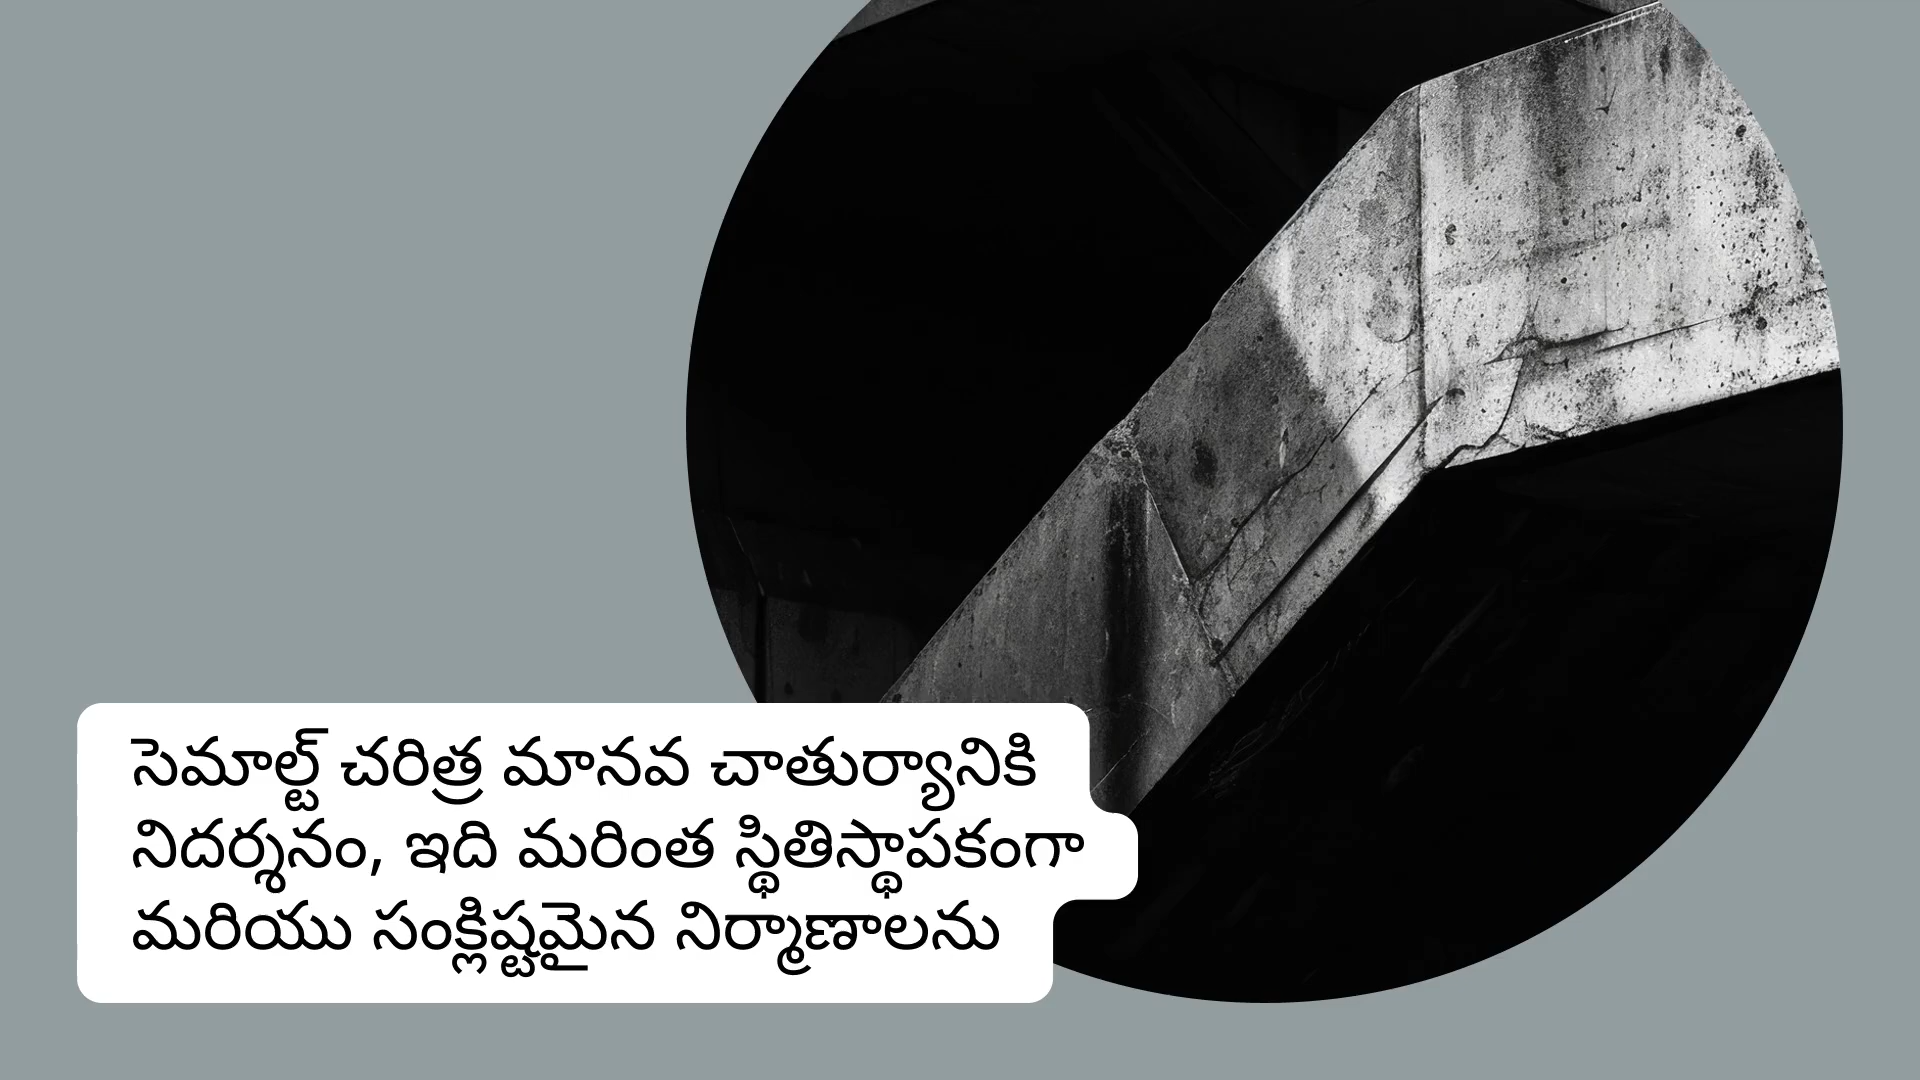 సెమాల్ట్ చరిత్ర మానవ చాతుర్యానికి
నిదర్శనం, ఇది మరింత స్థితిస్థాపకంగా
మరియు సంక్లిష్టమైన నిర్మాణాలను